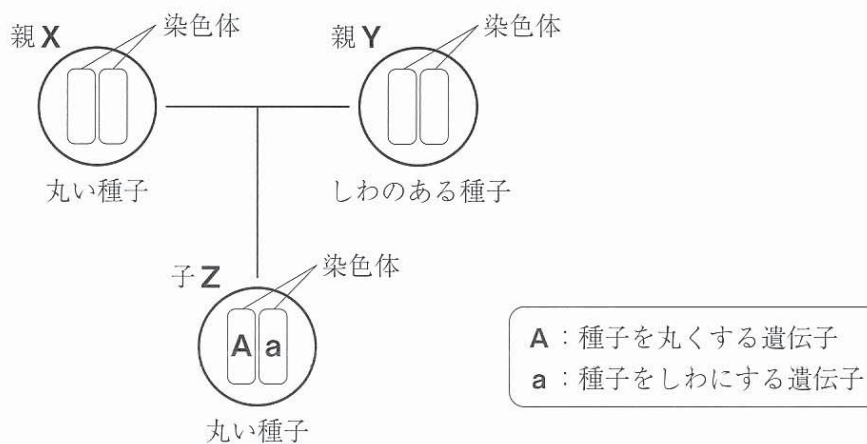 親X
染色体
親Y
染色体
丸い種子
しわのある種子
子Z
染色体
A a
丸い種子
A：種子を丸くする遺伝子
a：種子をしわにする遺伝子